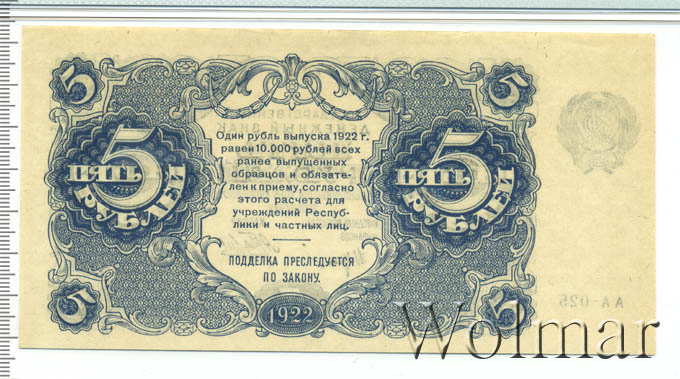 5
5
Один рубль выпуска 1922 г.
равен 10.000 рублей всех
ранее выпущенных
образцов и обязате-
лен к приему, согласно
этого расчета для
учреждений Респуб-
лики и частных лиц.
5 ПЯТЬ РУБЛЕЙ
5 ПЯТЬ РУБЛЕЙ
ПОДДЕЛКА ПРЕСЛЕДУЕТСЯ
ПО ЗАКОНУ.
АА-025
5
1922
5
Wolmar